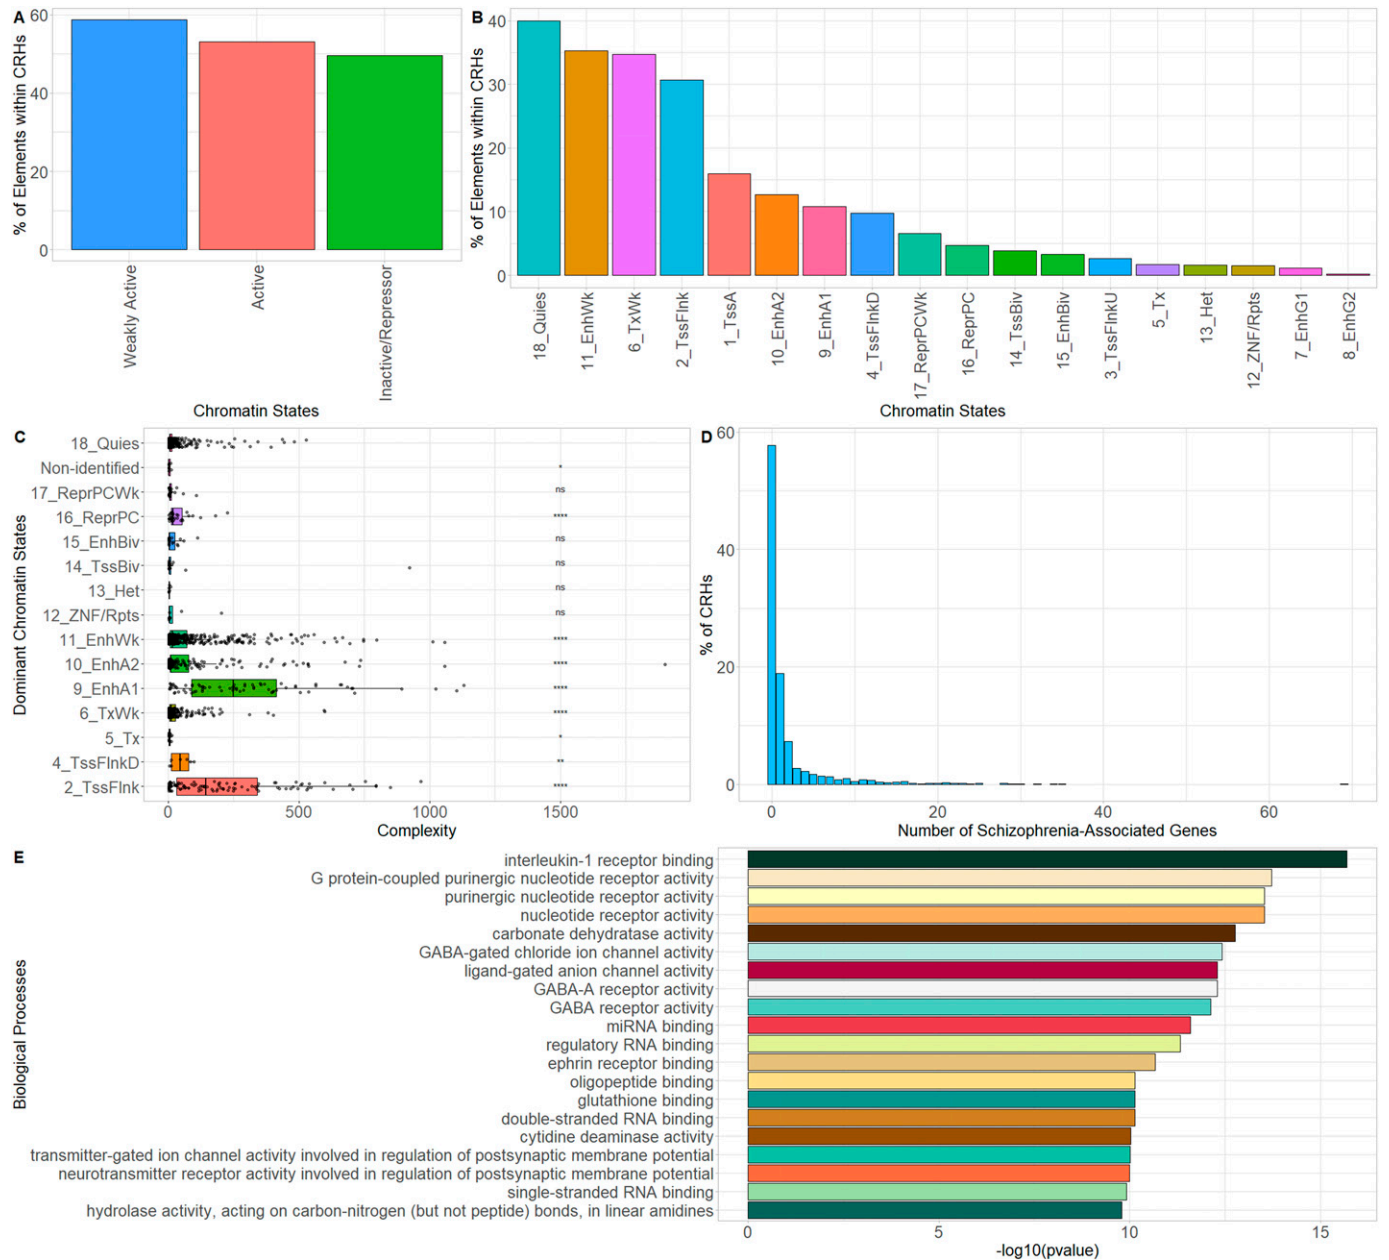 A
% of Elements within CRHs
60
40
20
0
Weakly Active
Active
Inactive/Repressor
Chromatin States
B
% of Elements within CRHs
40
30
20
10
0
18_Quies
11_EnhWk
6_TxWk
2_TssFlnk
1_TssA
10_EnhA2
9_EnhA1
4_TssFlnkD
17_ReprPCWk
16_ReprPC
14_TssBiv
15_EnhBiv
3_TssFlnkU
5_Tx
13_Het
12_ZNF/Rpts
7_EnhG1
8_EnhG2
Chromatin States
C
Dominant Chromatin States
18_Quies
Non-identified *
17_ReprPCWk ns
16_ReprPC ****
15_EnhBiv ns
14_TssBiv ns
13_Het ns
12_ZNF/Rpts ns
11_EnhWk ****
10_EnhA2 ****
9_EnhA1 ****
6_TxWk ****
5_Tx *
4_TssFlnkD **
2_TssFlnk ****
0 500 1000 1500
Complexity
D
% of CRHs
60
40
20
0
0 20 40 60
Number of Schizophrenia-Associated Genes
E
Biological Processes
interleukin-1 receptor binding
G protein-coupled purinergic nucleotide receptor activity
purinergic nucleotide receptor activity
nucleotide receptor activity
carbonate dehydratase activity
GABA-gated chloride ion channel activity
ligand-gated anion channel activity
GABA-A receptor activity
GABA receptor activity
miRNA binding
regulatory RNA binding
ephrin receptor binding
oligopeptide binding
glutathione binding
double-stranded RNA binding
cytidine deaminase activity
transmitter-gated ion channel activity involved in regulation of postsynaptic membrane potential
neurotransmitter receptor activity involved in regulation of postsynaptic membrane potential
single-stranded RNA binding
hydrolase activity, acting on carbon-nitrogen (but not peptide) bonds, in linear amidines
0 5 10 15
-log10(pvalue)